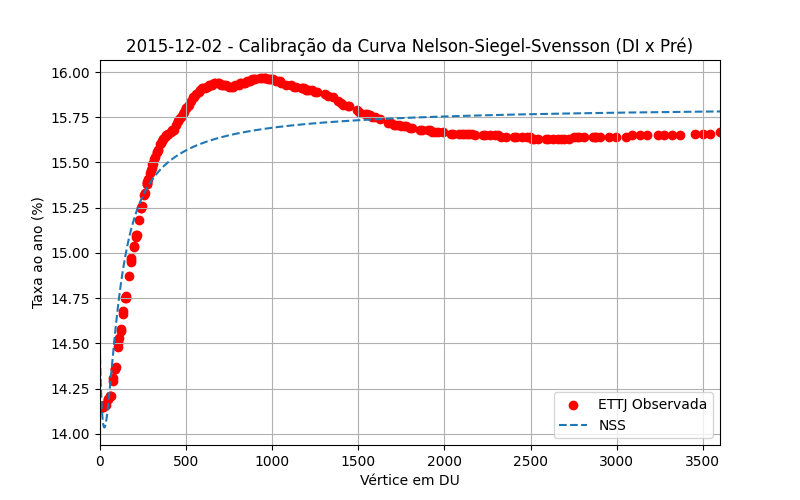 2015-12-02 - Calibração da Curva Nelson-Siegel-Svensson (DI x Pré)
16.00
15.75
15.50
15.25
15.00
14.75
14.50
14.25
14.00
Taxa ao ano (%)
ETTJ Observada
NSS
0 500 1000 1500 2000 2500 3000 3500
Vértice em DU